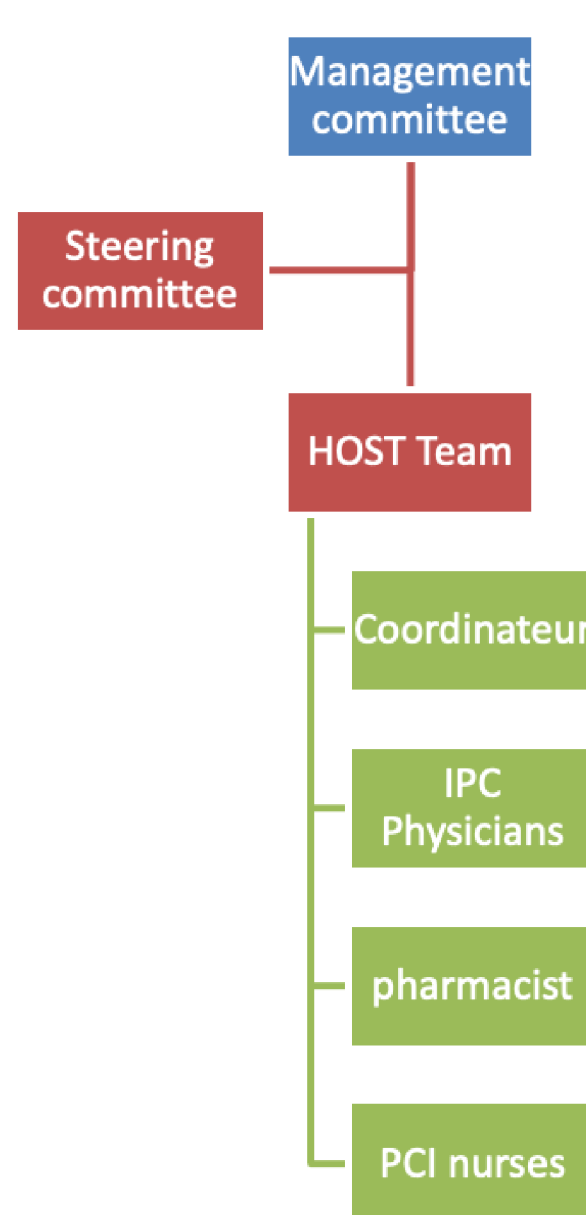 Management
committee
Steering
committee
HOST Team
Coordinateur
IPC
Physicians
pharmacist
PCI nurses